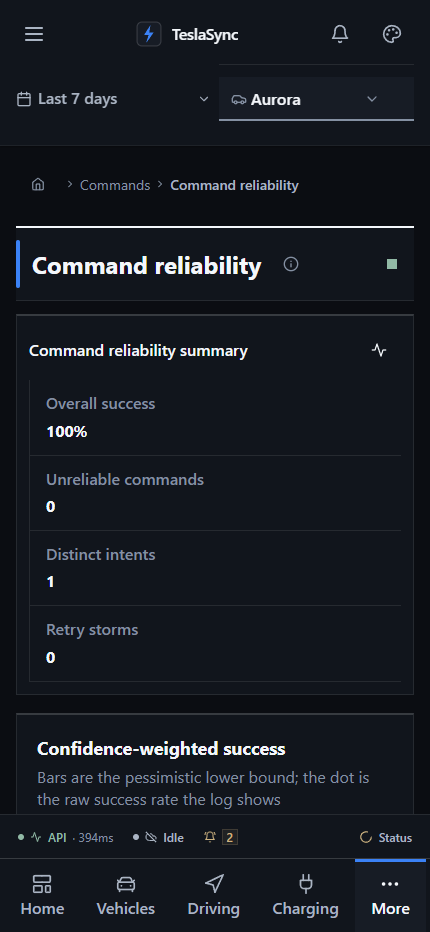 TeslaSync
Last 7 days
Aurora
Commands
Command reliability
Command reliability
Command reliability summary
Overall success
100%
Unreliable commands
0
Distinct intents
1
Retry storms
0
Confidence-weighted success
Bars are the pessimistic lower bound; the dot is
the raw success rate the log shows
API · 394ms
Idle
2
Status
Home
Vehicles
Driving
Charging
More